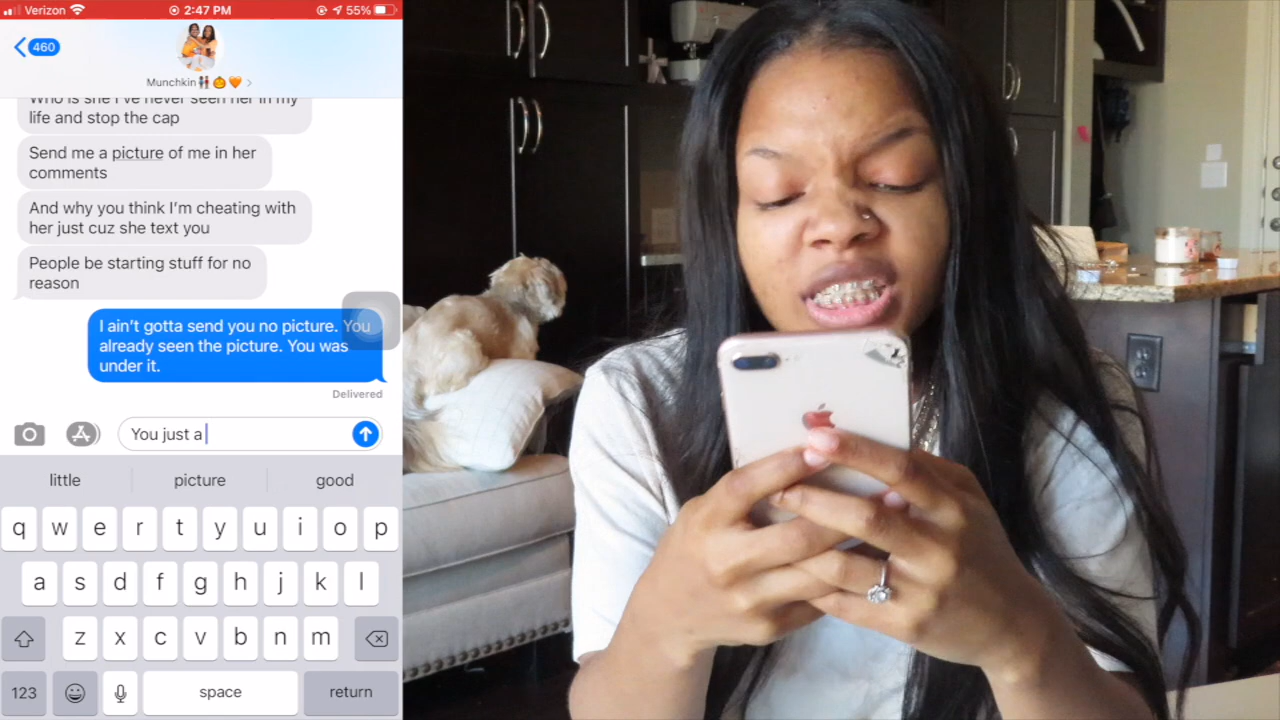 Verizon 2:47 PM 55%
460
Munchkin
Who is she I've never seen her in my
life and stop the cap
Send me a picture of me in her
comments
And why you think I'm cheating with
her just cuz she text you
People be starting stuff for no
reason
I ain't gotta send you no picture. You
already seen the picture. You was
under it.
Delivered
You just a
little picture good
q w e r t y u i o p
a s d f g h j k l
z x c v b n m
123 space return